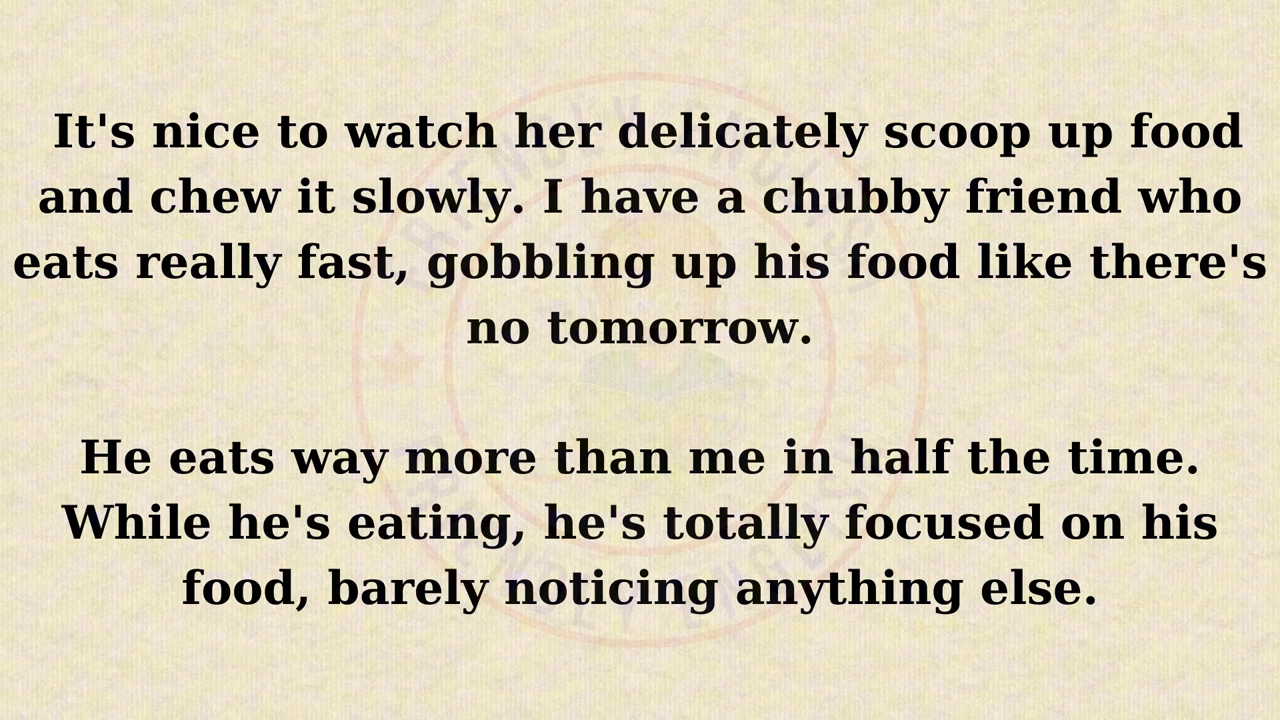 It's nice to watch her delicately scoop up food
and chew it slowly. I have a chubby friend who
eats really fast, gobbling up his food like there's
no tomorrow.
He eats way more than me in half the time.
While he's eating, he's totally focused on his
food, barely noticing anything else.